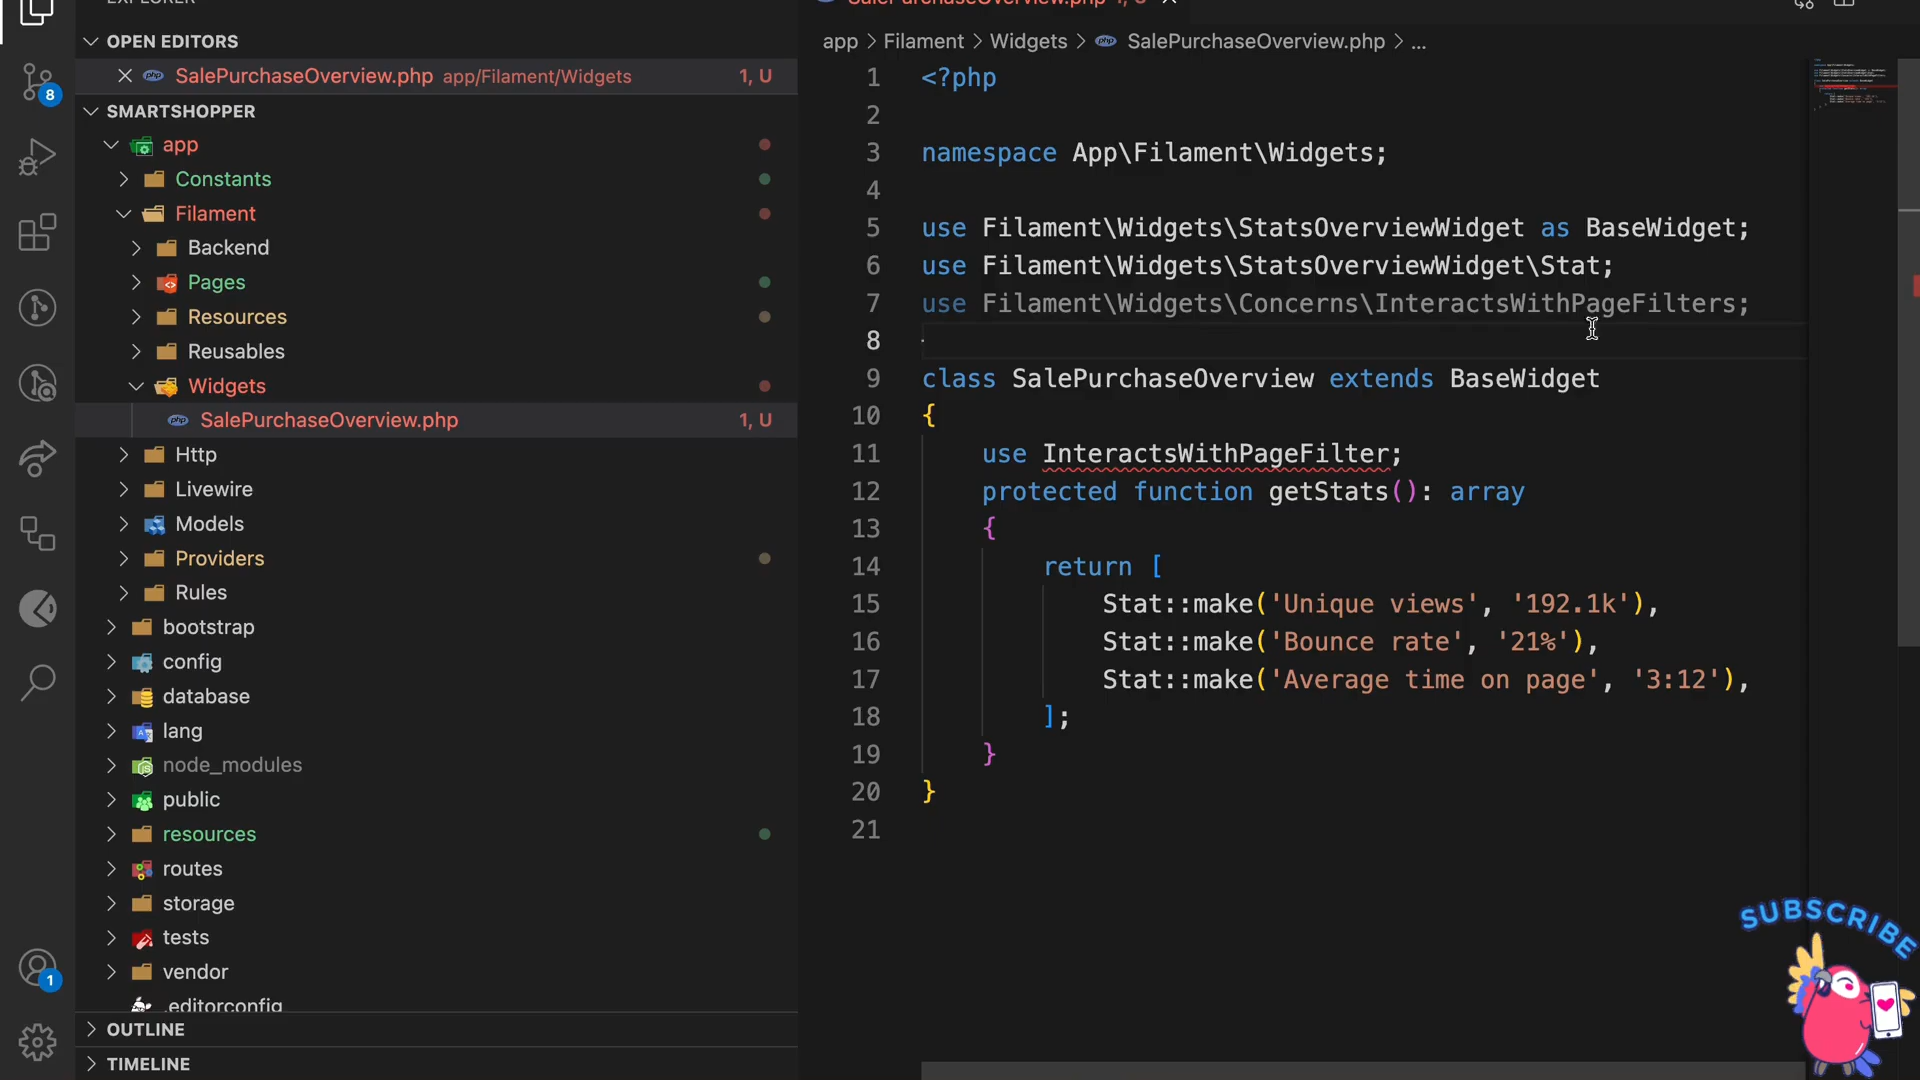 EXPLORER
OPEN EDITORS
SalePurchaseOverview.php app/Filament/Widgets 1, U
SMARTSHOPPER
app
Constants
Filament
Backend
Pages
Resources
Reusables
Widgets
SalePurchaseOverview.php 1, U
Http
Livewire
Models
Providers
Rules
bootstrap
config
database
lang
node_modules
public
resources
routes
storage
tests
vendor
.editorconfig
OUTLINE
TIMELINE
8
1
SalePurchaseOverview.php 1, U
app > Filament > Widgets > SalePurchaseOverview.php > ...
1 <?php
2
3 namespace App\Filament\Widgets;
4
5 use Filament\Widgets\StatsOverviewWidget as BaseWidget;
6 use Filament\Widgets\StatsOverviewWidget\Stat;
7 use Filament\Widgets\Concerns\InteractsWithPageFilters;
8
9 class SalePurchaseOverview extends BaseWidget
10 {
11 use InteractsWithPageFilter;
12 protected function getStats(): array
13 {
14 return [
15 Stat::make('Unique views', '192.1k'),
16 Stat::make('Bounce rate', '21%'),
17 Stat::make('Average time on page', '3:12'),
18 ];
19 }
20 }
21
SUBSCRIBE